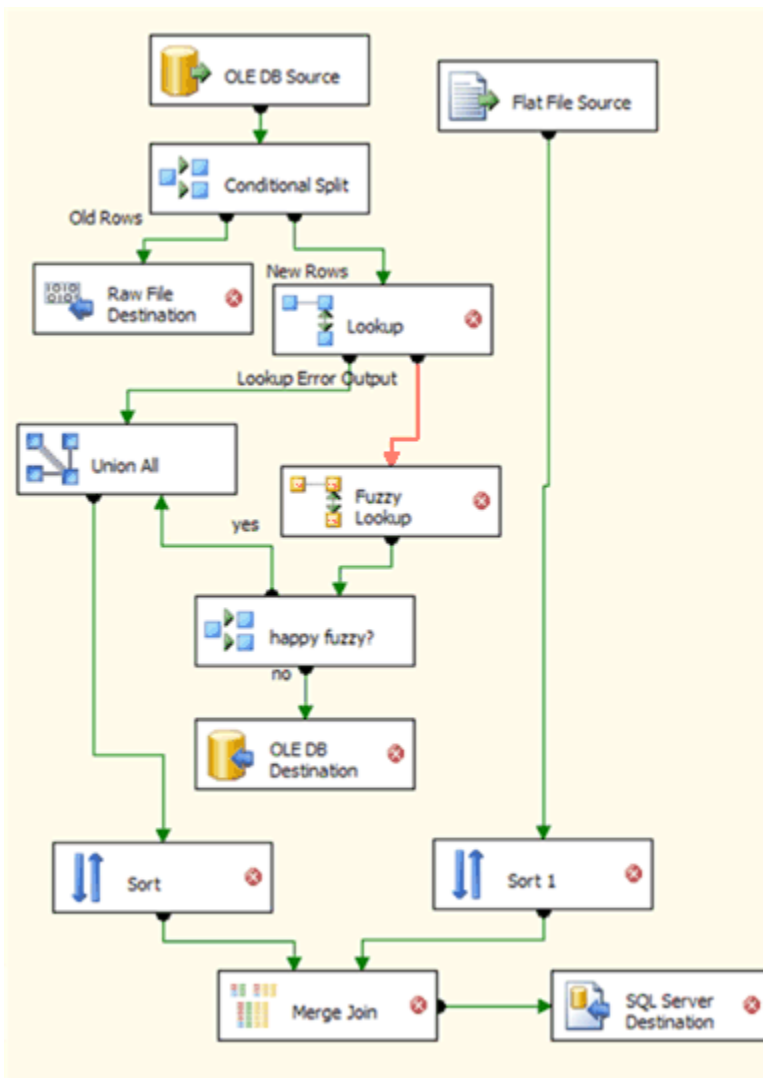 OLE DB Source
Flat File Source
Conditional Split
Old Rows
New Rows
Raw File
Destination
Lookup
Lookup Error Output
Union All
Fuzzy
Lookup
yes
happy fuzzy?
no
OLE DB
Destination
Sort
Sort 1
Merge Join
SQL Server
Destination